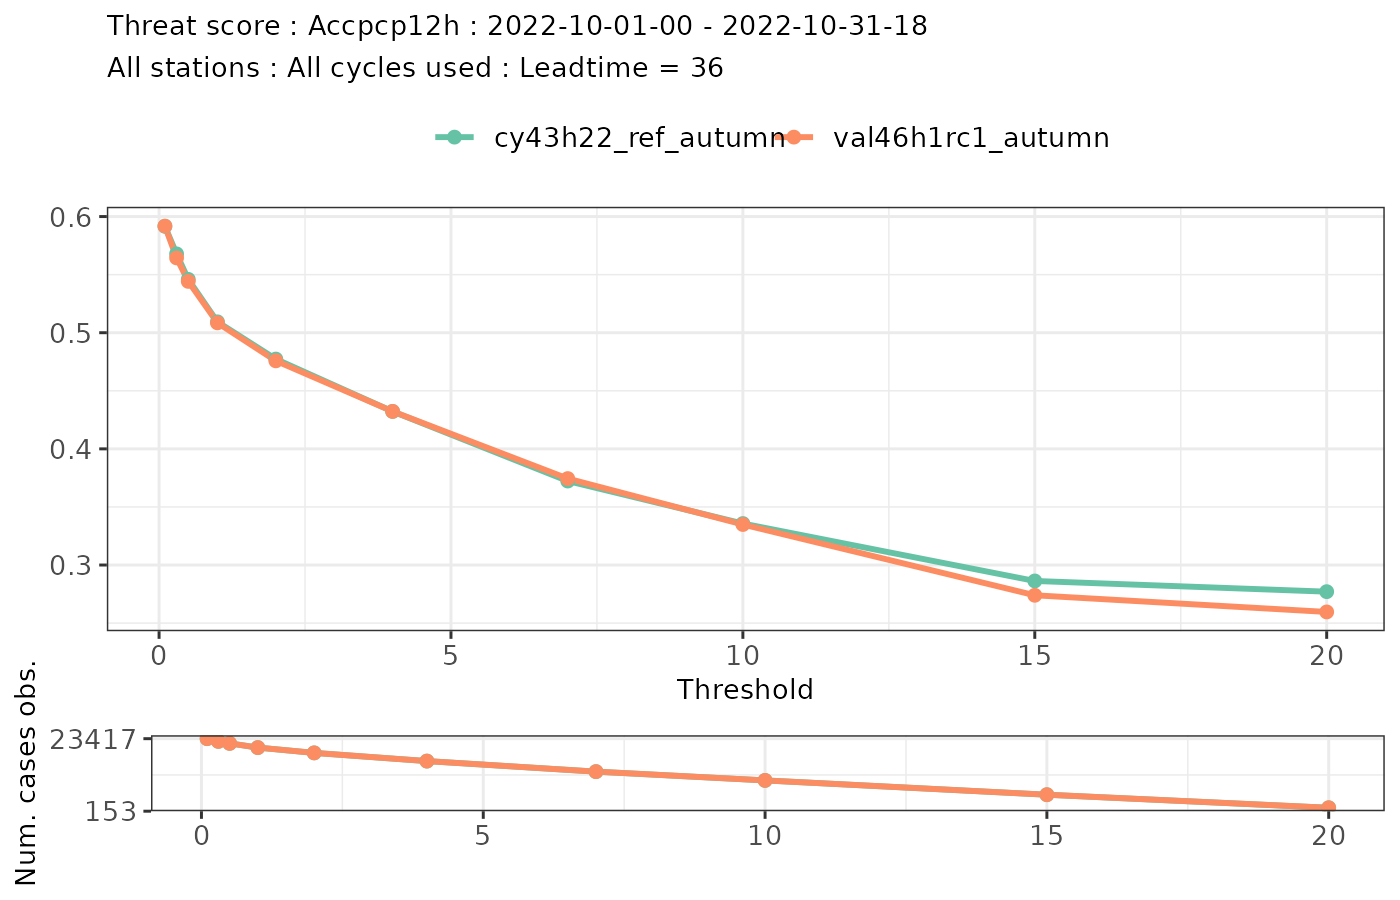 Threat score : Accpcp12h : 2022-10-01-00 - 2022-10-31-18
All stations : All cycles used : Leadtime = 36
cy43h22_ref_autumn val46h1rc1_autumn
0.6
0.5
0.4
0.3
0 5 10 15 20
Threshold
Num. cases obs.
23417
153
0 5 10 15 20